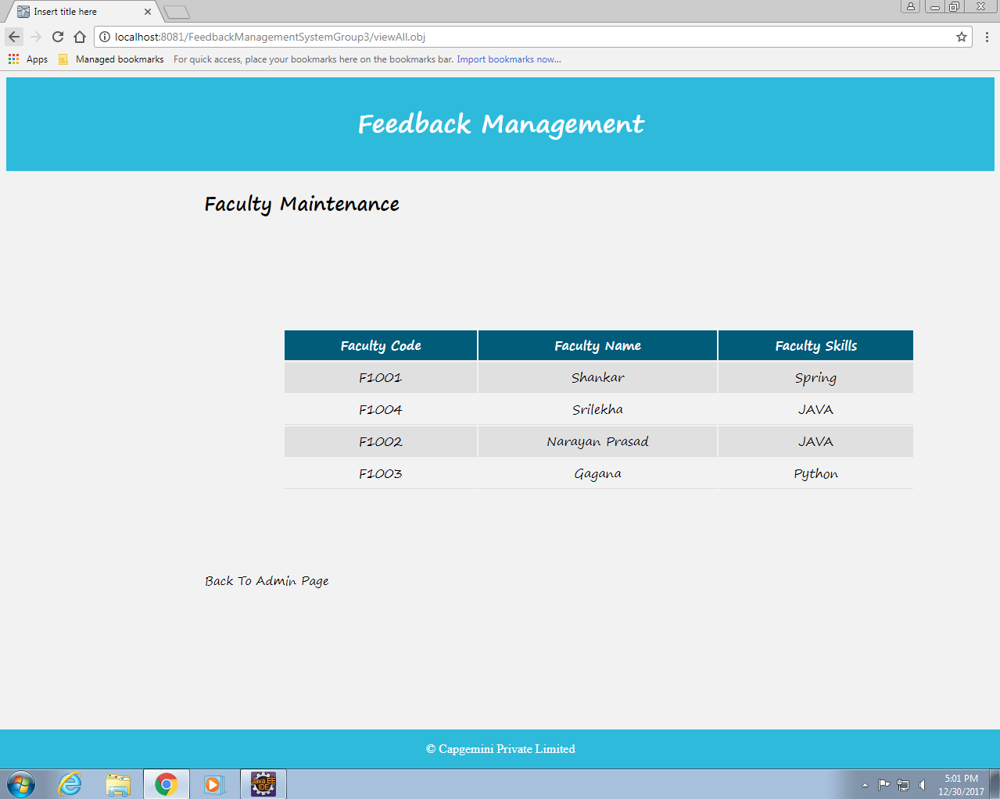 Insert title here
localhost:8081/FeedbackManagementSystemGroup3/viewAll.obj
Apps Managed bookmarks For quick access, place your bookmarks here on the bookmarks bar. Import bookmarks now...
Feedback Management
Faculty Maintenance
Faculty Code Faculty Name Faculty Skills
F1001 Shankar Spring
F1004 Srilekha JAVA
F1002 Narayan Prasad JAVA
F1003 Gagana Python
Back To Admin Page
© Capgemini Private Limited
Java EE
IDE
5:01 PM
12/30/2017